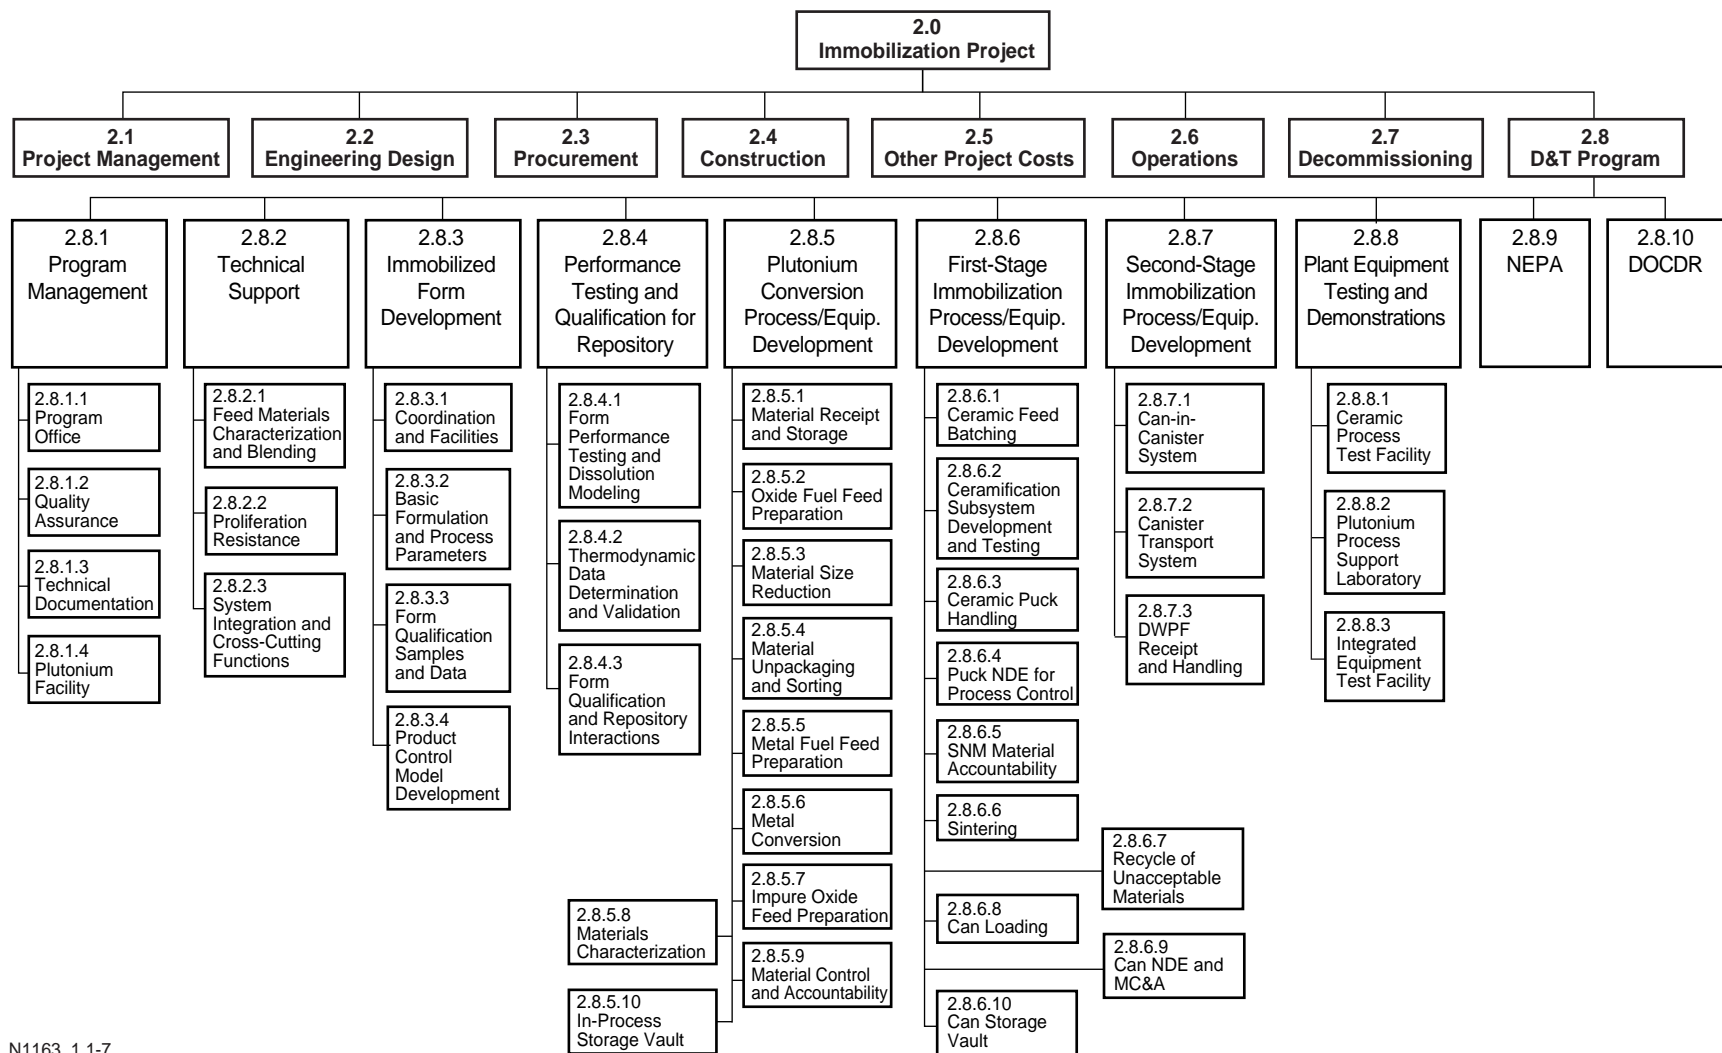 2.0
Immobilization Project
2.1
Project Management
2.2
Engineering Design
2.3
Procurement
2.4
Construction
2.5
Other Project Costs
2.6
Operations
2.7
Decommissioning
2.8
D&T Program
2.8.1
Program
Management
2.8.2
Technical
Support
2.8.3
Immobilized
Form
Development
2.8.4
Performance
Testing and
Qualification for
Repository
2.8.5
Plutonium
Conversion
Process/Equip.
Development
2.8.6
First-Stage
Immobilization
Process/Equip.
Development
2.8.7
Second-Stage
Immobilization
Process/Equip.
Development
2.8.8
Plant Equipment
Testing and
Demonstrations
2.8.9
NEPA
2.8.10
DOCDR
2.8.1.1
Program
Office
2.8.1.2
Quality
Assurance
2.8.1.3
Technical
Documentation
2.8.1.4
Plutonium
Facility
2.8.2.1
Feed Materials
Characterization
and Blending
2.8.2.2
Proliferation
Resistance
2.8.2.3
System
Integration and
Cross-Cutting
Functions
2.8.3.1
Coordination
and Facilities
2.8.3.2
Basic
Formulation
and Process
Parameters
2.8.3.3
Form
Qualification
Samples
and Data
2.8.3.4
Product
Control
Model
Development
2.8.4.1
Form
Performance
Testing and
Dissolution
Modeling
2.8.4.2
Thermodynamic
Data
Determination
and Validation
2.8.4.3
Form
Qualification
and Repository
Interactions
2.8.5.1
Material Receipt
and Storage
2.8.5.2
Oxide Fuel Feed
Preparation
2.8.5.3
Material Size
Reduction
2.8.5.4
Material
Unpackaging
and Sorting
2.8.5.5
Metal Fuel Feed
Preparation
2.8.5.6
Metal
Conversion
2.8.5.7
Impure Oxide
Feed Preparation
2.8.5.8
Materials
Characterization
2.8.5.9
Material Control
and Accountability
2.8.5.10
In-Process
Storage Vault
2.8.6.1
Ceramic Feed
Batching
2.8.6.2
Ceramification
Subsystem
Development
and Testing
2.8.6.3
Ceramic Puck
Handling
2.8.6.4
Puck NDE for
Process Control
2.8.6.5
SNM Material
Accountability
2.8.6.6
Sintering
2.8.6.7
Recycle of
Unacceptable
Materials
2.8.6.8
Can Loading
2.8.6.9
Can NDE and
MC&A
2.8.6.10
Can Storage
Vault
2.8.7.1
Can-in-
Canister
System
2.8.7.2
Canister
Transport
System
2.8.7.3
DWPF
Receipt
and Handling
2.8.8.1
Ceramic
Process
Test Facility
2.8.8.2
Plutonium
Process
Support
Laboratory
2.8.8.3
Integrated
Equipment
Test Facility
N1163 1.1-7